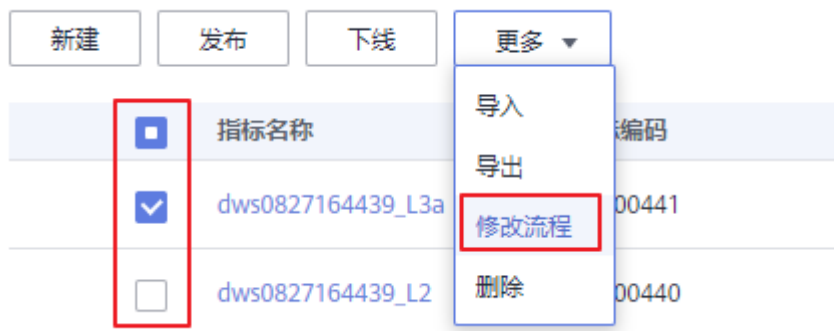 新建 发布 下线 更多
导入
指标名称 编码
导出
dws0827164439_L3a 00441
修改流程
删除
dws0827164439_L2 00440